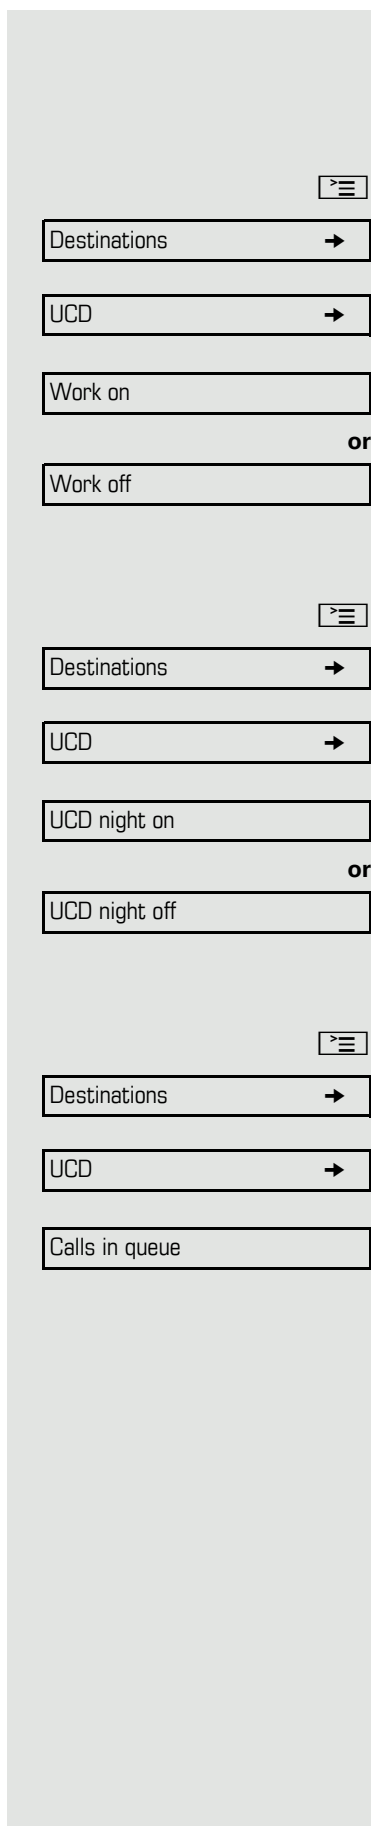 Destinations
UCD
Work on
or
Work off
Destinations
UCD
UCD night on
or
UCD night off
Destinations
UCD
Calls in queue